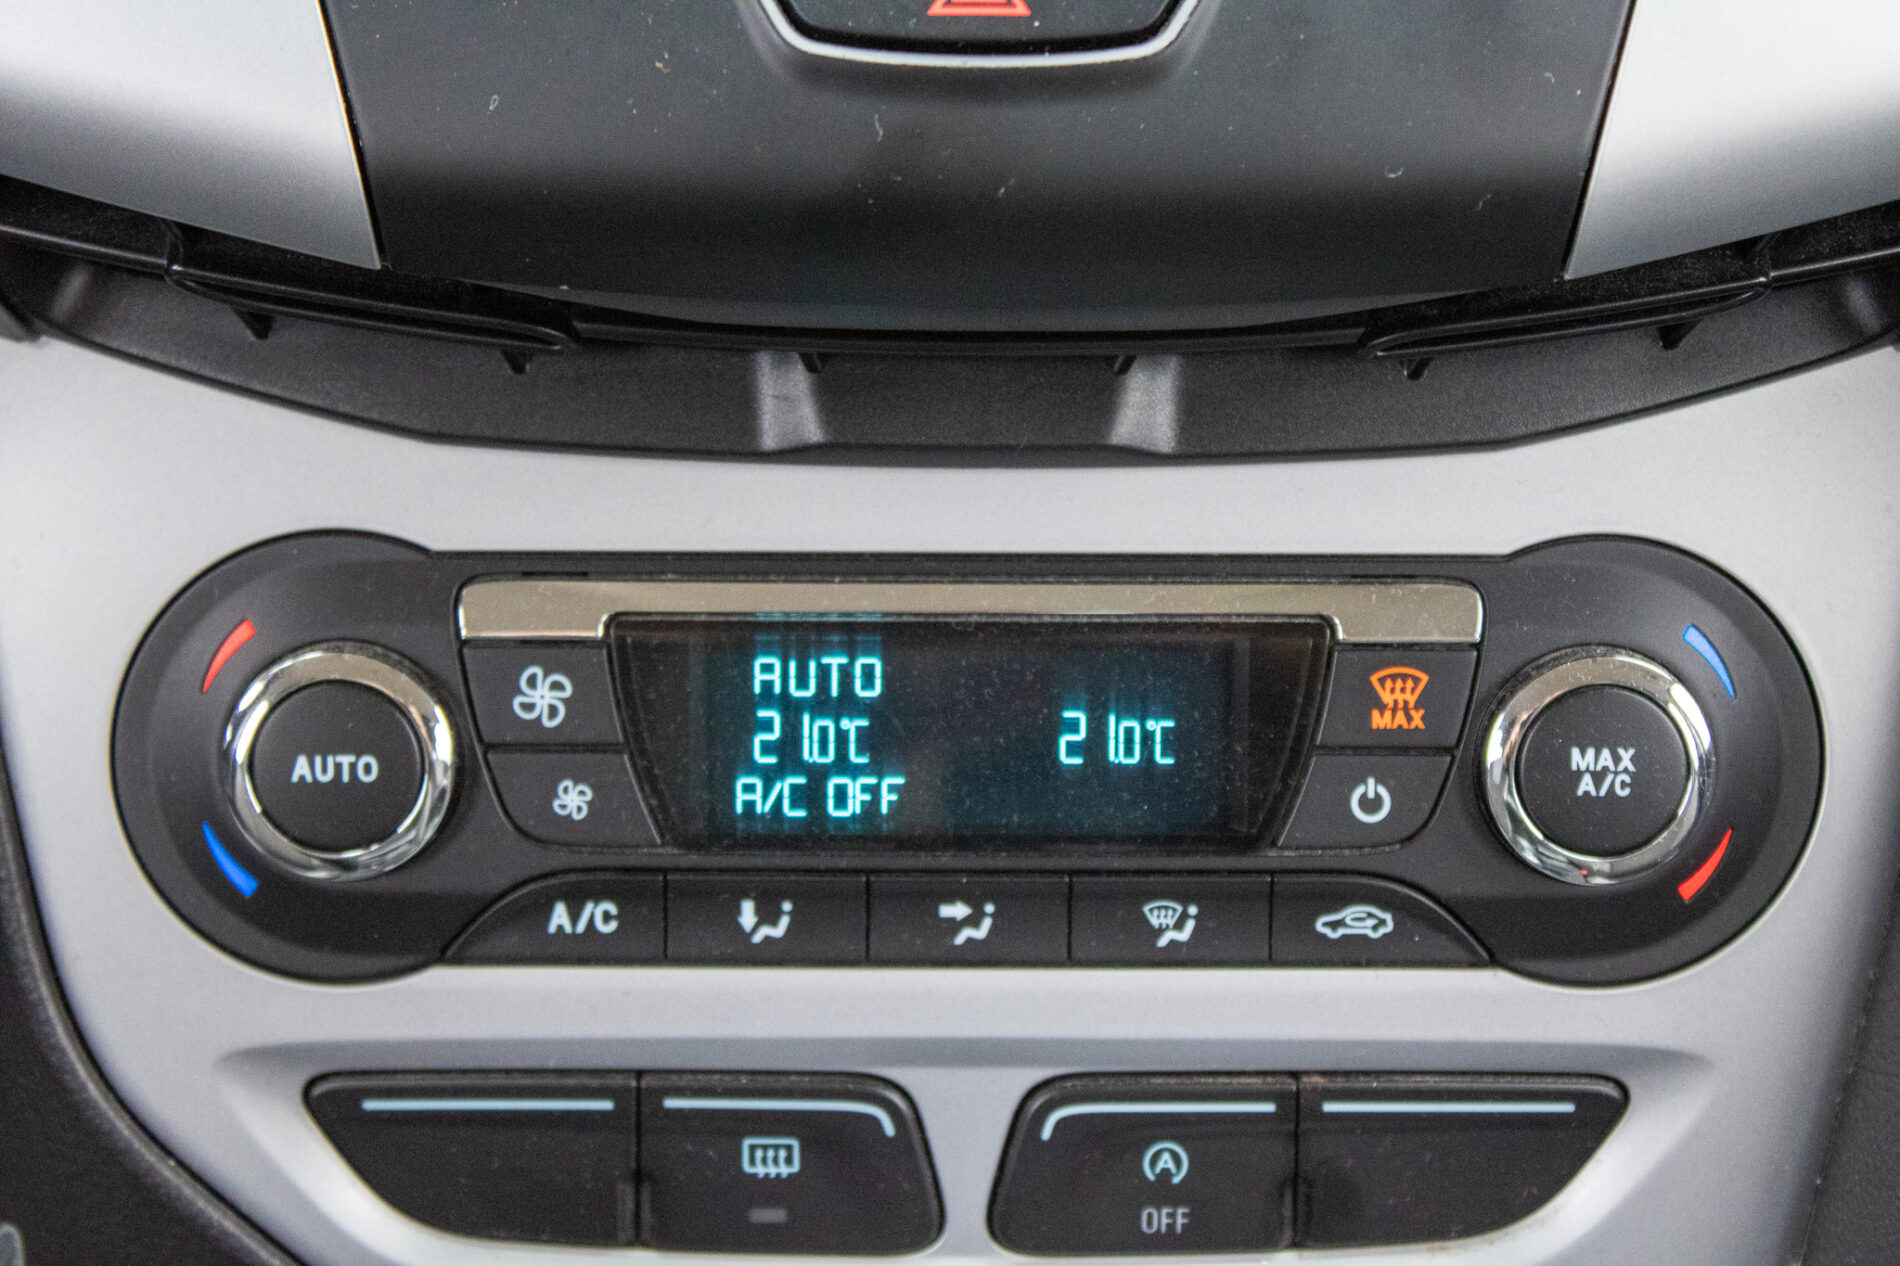 AUTO
AUTO
21.0°C
21.0°C
A/C OFF
MAX
MAX
A/C
A/C
A
OFF